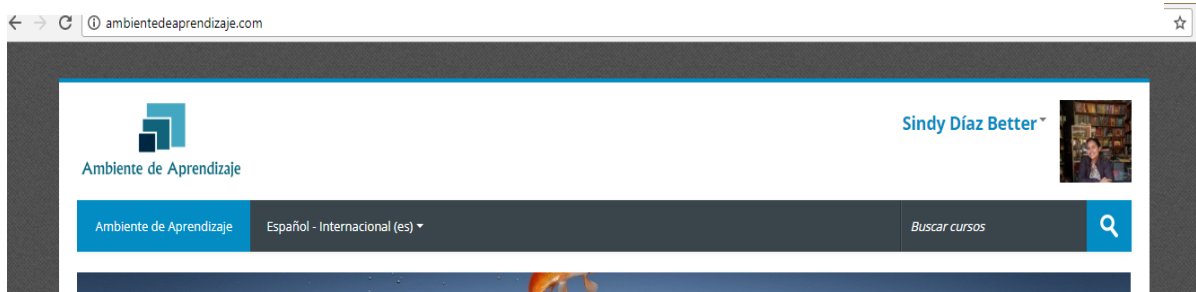 ambientedeaprendizaje.com
Sindy Díaz Better
Ambiente de Aprendizaje
Ambiente de Aprendizaje Español - Internacional (es) Buscar cursos